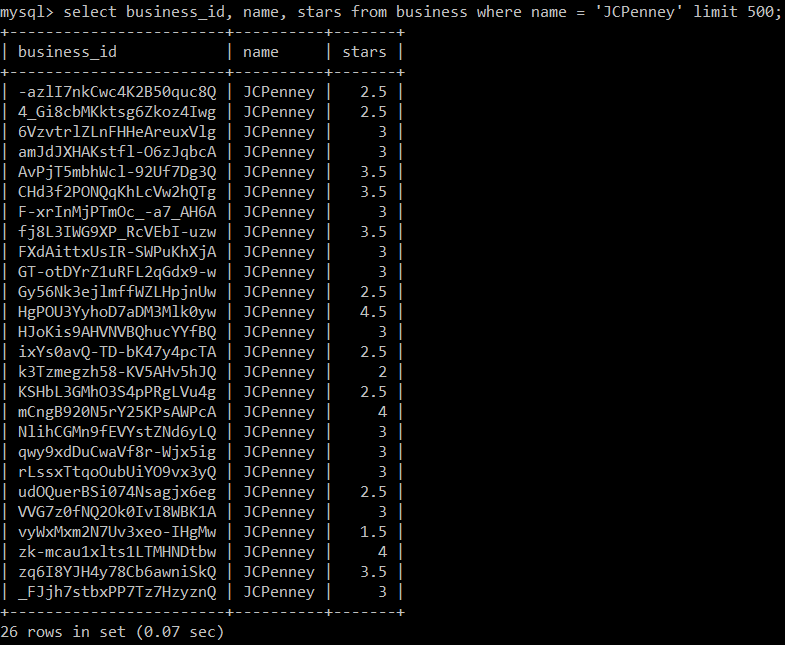 mysql> select business_id, name, stars from business where name = 'JCPenney' limit 500;
+------------------------+----------+-------+
| business_id            | name     | stars |
+------------------------+----------+-------+
| -azlI7nkCwc4K2B50quc8Q | JCPenney |   2.5 |
| 4_Gi8cbMKktsg6Zkoz4Iwg | JCPenney |   2.5 |
| 6VzvtrlZLnFHHeAreuxVlg | JCPenney |     3 |
| amJdJXHAKstfl-O6zJqbcA | JCPenney |     3 |
| AvPjT5mbhWcl-92Uf7Dg3Q | JCPenney |   3.5 |
| CHd3f2PONQqKhLcVw2hQTg | JCPenney |   3.5 |
| F-xrInMjPTmOc_-a7_AH6A | JCPenney |     3 |
| fj8L3IWG9XP_RcVEbI-uzw | JCPenney |   3.5 |
| FXdAittxUsIR-SWPuKhXjA | JCPenney |     3 |
| GT-otDYrZ1uRFL2qGdx9-w | JCPenney |     3 |
| Gy56Nk3ejlmffWZLHpjnUw | JCPenney |   2.5 |
| HgPOU3YyhoD7aDM3Mlk0yw | JCPenney |   4.5 |
| HJoKis9AHVNVBQhucYYfBQ | JCPenney |     3 |
| ixYs0avQ-TD-bK47y4pcTA | JCPenney |   2.5 |
| k3Tzmegzh58-KV5AHv5hJQ | JCPenney |     2 |
| KSHbL3GMhO3S4pPRgLVu4g | JCPenney |   2.5 |
| mCngB920N5rY25KPsAWPcA | JCPenney |     4 |
| NlihCGMn9fEVYstZNd6yLQ | JCPenney |     3 |
| qwy9xdDuCwaVf8r-Wjx5ig | JCPenney |     3 |
| rLssxTtqoOubUiYO9vx3yQ | JCPenney |     3 |
| udOQuerBSi074Nsagjx6eg | JCPenney |   2.5 |
| VVG7z0fNQ2Ok0IvI8WBK1A | JCPenney |     3 |
| vyWxMxm2N7Uv3xeo-IHgMw | JCPenney |   1.5 |
| zk-mcau1xlts1LTMHNDtbw | JCPenney |     4 |
| zq6I8YJH4y78Cb6awniSkQ | JCPenney |   3.5 |
| _FJjh7stbxPP7Tz7HzyznQ | JCPenney |     3 |
+------------------------+----------+-------+
26 rows in set (0.07 sec)